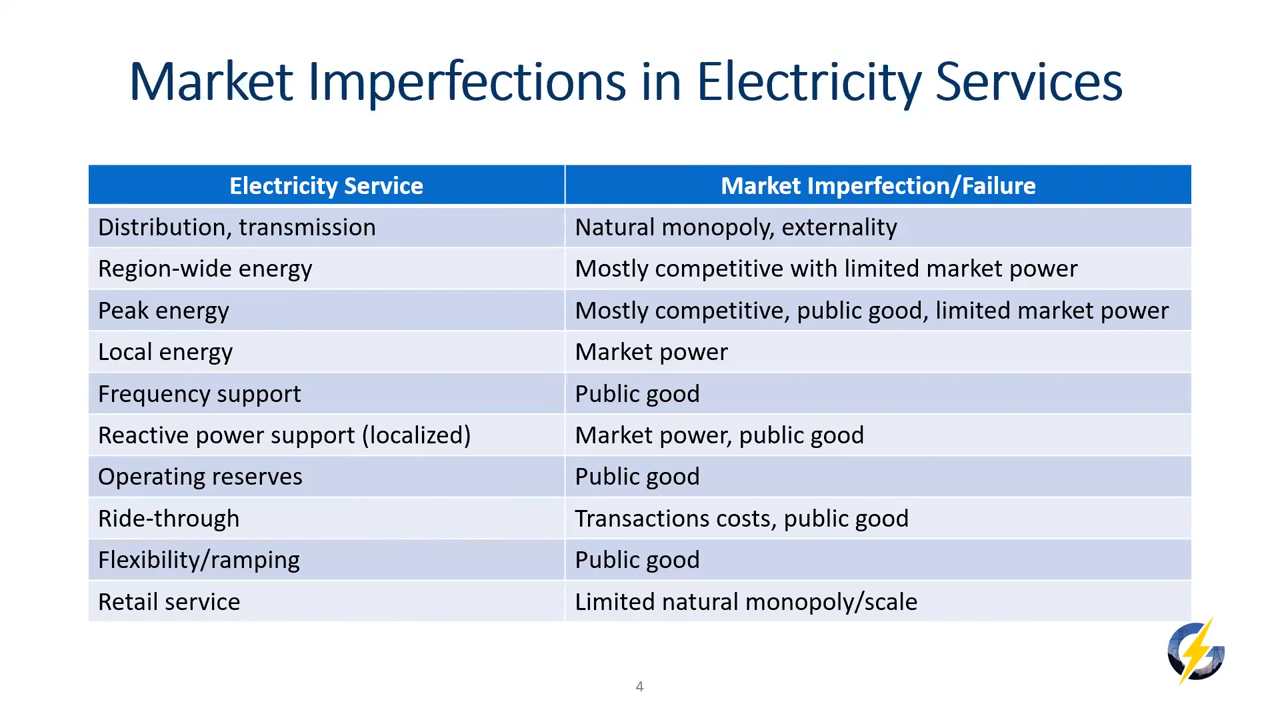 Market Imperfections in Electricity Services
Electricity Service Market Imperfection/Failure
Distribution, transmission Natural monopoly, externality
Region-wide energy Mostly competitive with limited market power
Peak energy Mostly competitive, public good, limited market power
Local energy Market power
Frequency support Public good
Reactive power support (localized) Market power, public good
Operating reserves Public good
Ride-through Transactions costs, public good
Flexibility/ramping Public good
Retail service Limited natural monopoly/scale
4